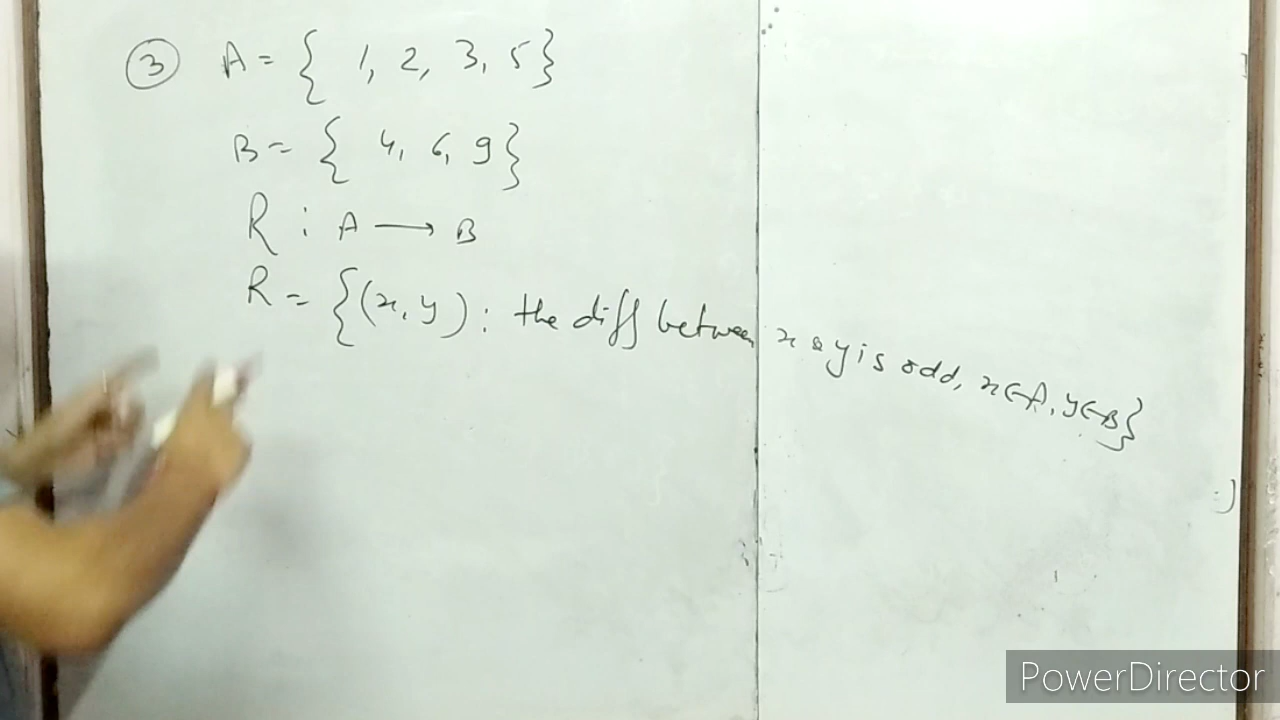 ③ A = { 1, 2, 3, 5}
B = { 4, 6, 9}
R : A ⟶ B
R = {(x, y) : the diff between x & y is odd, x∈A, y∈B}
PowerDirector